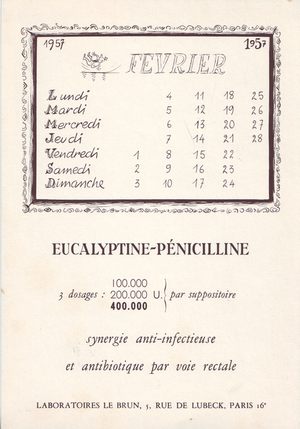 1957 1957
FEVRIER
Lundi 4 11 18 25
Mardi 5 12 19 26
Mercredi 6 13 20 27
Jeudi 7 14 21 28
Vendredi 1 8 15 22
Samedi 2 9 16 23
Dimanche 3 10 17 24
EUCALYPTINE-PÉNICILLINE
100.000
3 dosages : 200.000 U. par suppositoire
400.000
synergie anti-infectieuse
et antibiotique par voie rectale
LABORATOIRES LE BRUN, 5, RUE DE LUBECK, PARIS 16e